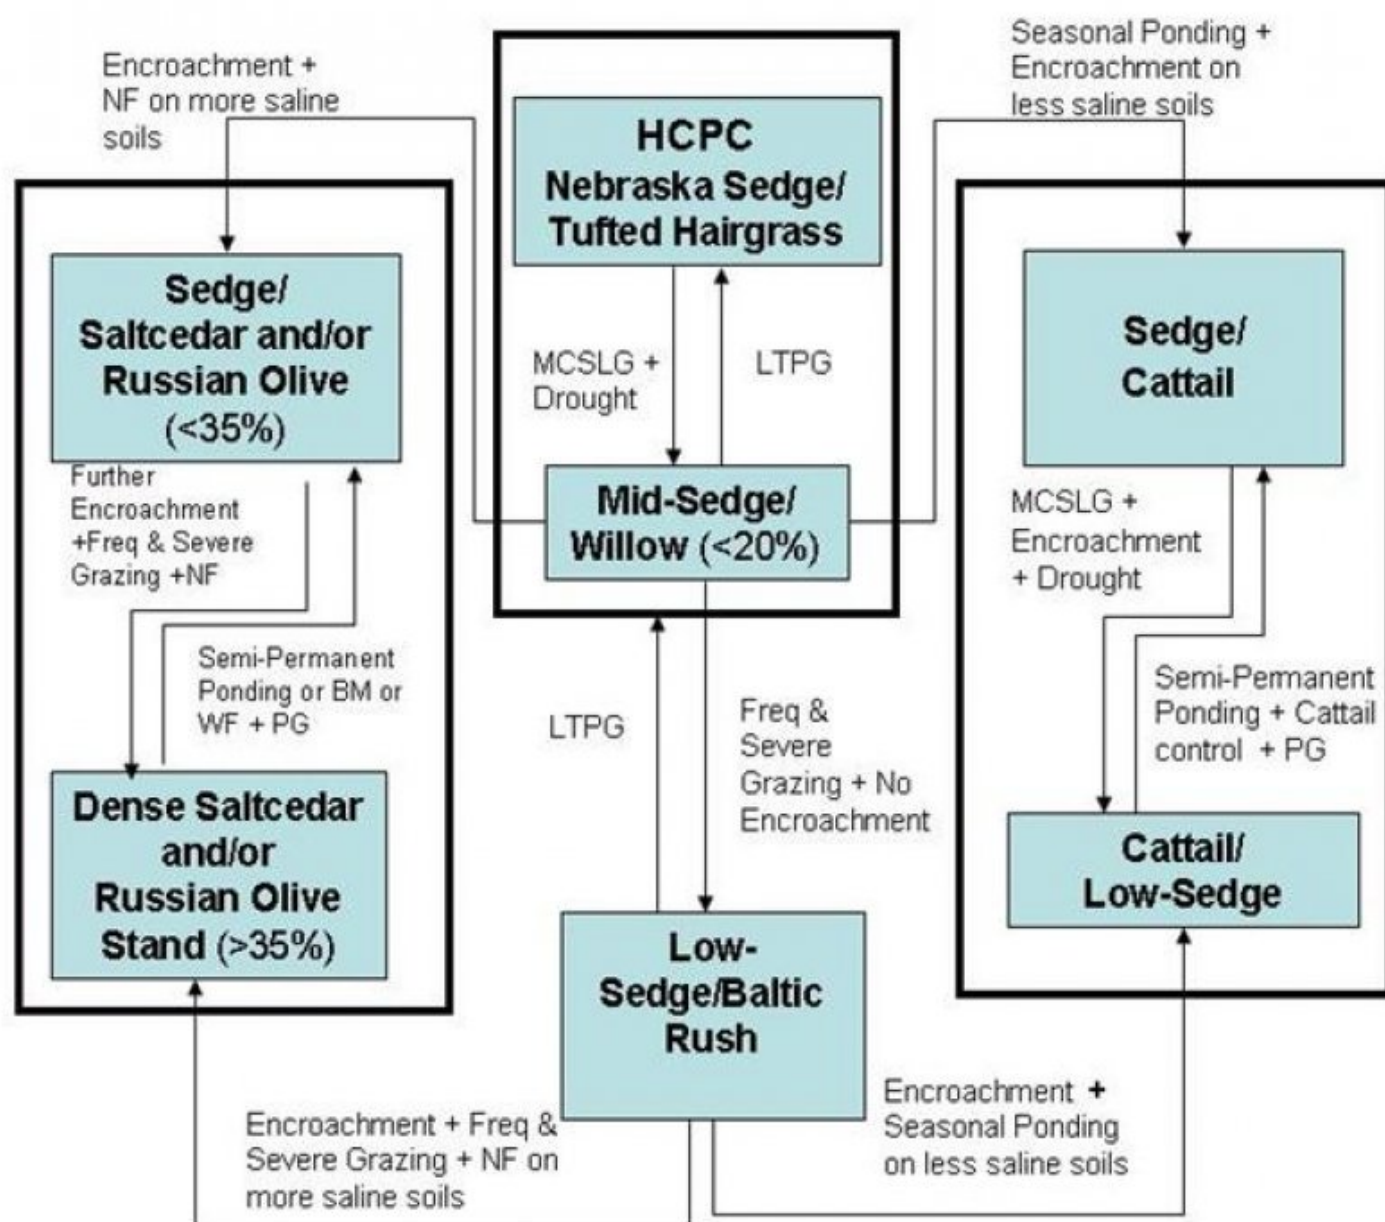 Encroachment +
NF on more saline
soils
Seasonal Ponding +
Encroachment on
less saline soils
HCPC
Nebraska Sedge/
Tufted Hairgrass
Sedge/
Saltcedar and/or
Russian Olive
(<35%)
MCSLG +
Drought
LTPG
Sedge/
Cattail
Further
Encroachment
+Freq & Severe
Grazing +NF
Mid-Sedge/
Willow (<20%)
MCSLG +
Encroachment
+ Drought
Semi-Permanent
Ponding or BM or
WF + PG
LTPG
Freq &
Severe
Grazing + No
Encroachment
Semi-Permanent
Ponding + Cattail
control + PG
Dense Saltcedar
and/or
Russian Olive
Stand (>35%)
Cattail/
Low-Sedge
Low-
Sedge/Baltic
Rush
Encroachment + Freq &
Severe Grazing + NF on
more saline soils
Encroachment +
Seasonal Ponding
on less saline soils